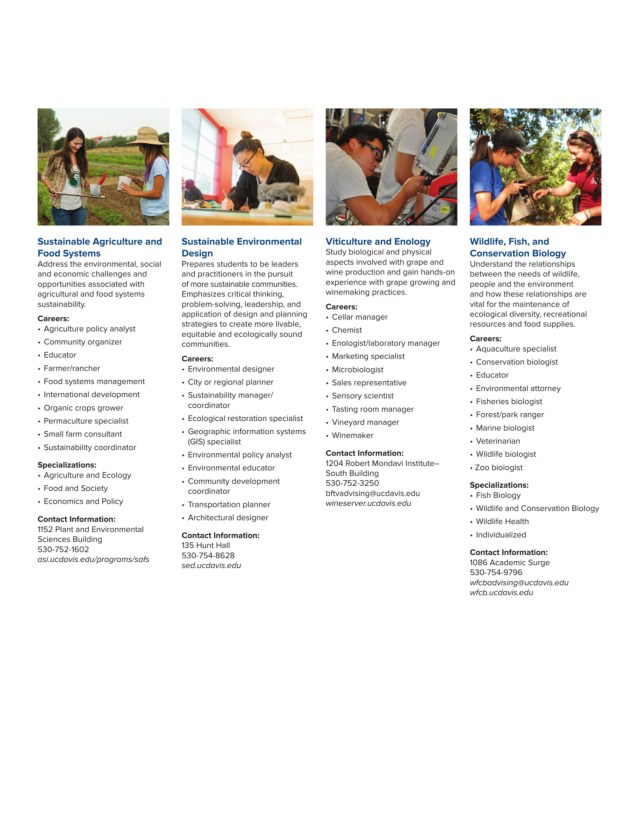 Sustainable Agriculture and
Food Systems
Address the environmental, social
and economic challenges and
opportunities associated with
agricultural and food systems
sustainability.
Careers:
• Agriculture policy analyst
• Community organizer
• Educator
• Farmer/rancher
• Food systems management
• International development
• Organic crops grower
• Permaculture specialist
• Small farm consultant
• Sustainability coordinator
Specializations:
• Agriculture and Ecology
• Food and Society
• Economics and Policy
Contact Information:
1152 Plant and Environmental
Sciences Building
530-752-1602
asi.ucdavis.edu/programs/safs
Sustainable Environmental
Design
Prepares students to be leaders
and practitioners in the pursuit
of more sustainable communities.
Emphasizes critical thinking,
problem-solving, leadership, and
application of design and planning
strategies to create more livable,
equitable and ecologically sound
communities.
Careers:
• Environmental designer
• City or regional planner
• Sustainability manager/
coordinator
• Ecological restoration specialist
• Geographic information systems
(GIS) specialist
• Environmental policy analyst
• Environmental educator
• Community development
coordinator
• Transportation planner
• Architectural designer
Contact Information:
135 Hunt Hall
530-754-8628
sed.ucdavis.edu
Viticulture and Enology
Study biological and physical
aspects involved with grape and
wine production and gain hands-on
experience with grape growing and
winemaking practices.
Careers:
• Cellar manager
• Chemist
• Enologist/laboratory manager
• Marketing specialist
• Microbiologist
• Sales representative
• Sensory scientist
• Tasting room manager
• Vineyard manager
• Winemaker
Contact Information:
1204 Robert Mondavi Institute–
South Building
530-752-3250
bftvadvising@ucdavis.edu
wineserver.ucdavis.edu
Wildlife, Fish, and
Conservation Biology
Understand the relationships
between the needs of wildlife,
people and the environment
and how these relationships are
vital for the maintenance of
ecological diversity, recreational
resources and food supplies.
Careers:
• Aquaculture specialist
• Conservation biologist
• Educator
• Environmental attorney
• Fisheries biologist
• Forest/park ranger
• Marine biologist
• Veterinarian
• Wildlife biologist
• Zoo biologist
Specializations:
• Fish Biology
• Wildlife and Conservation Biology
• Wildlife Health
• Individualized
Contact Information:
1086 Academic Surge
530-754-9796
wfcbadvising@ucdavis.edu
wfcb.ucdavis.edu